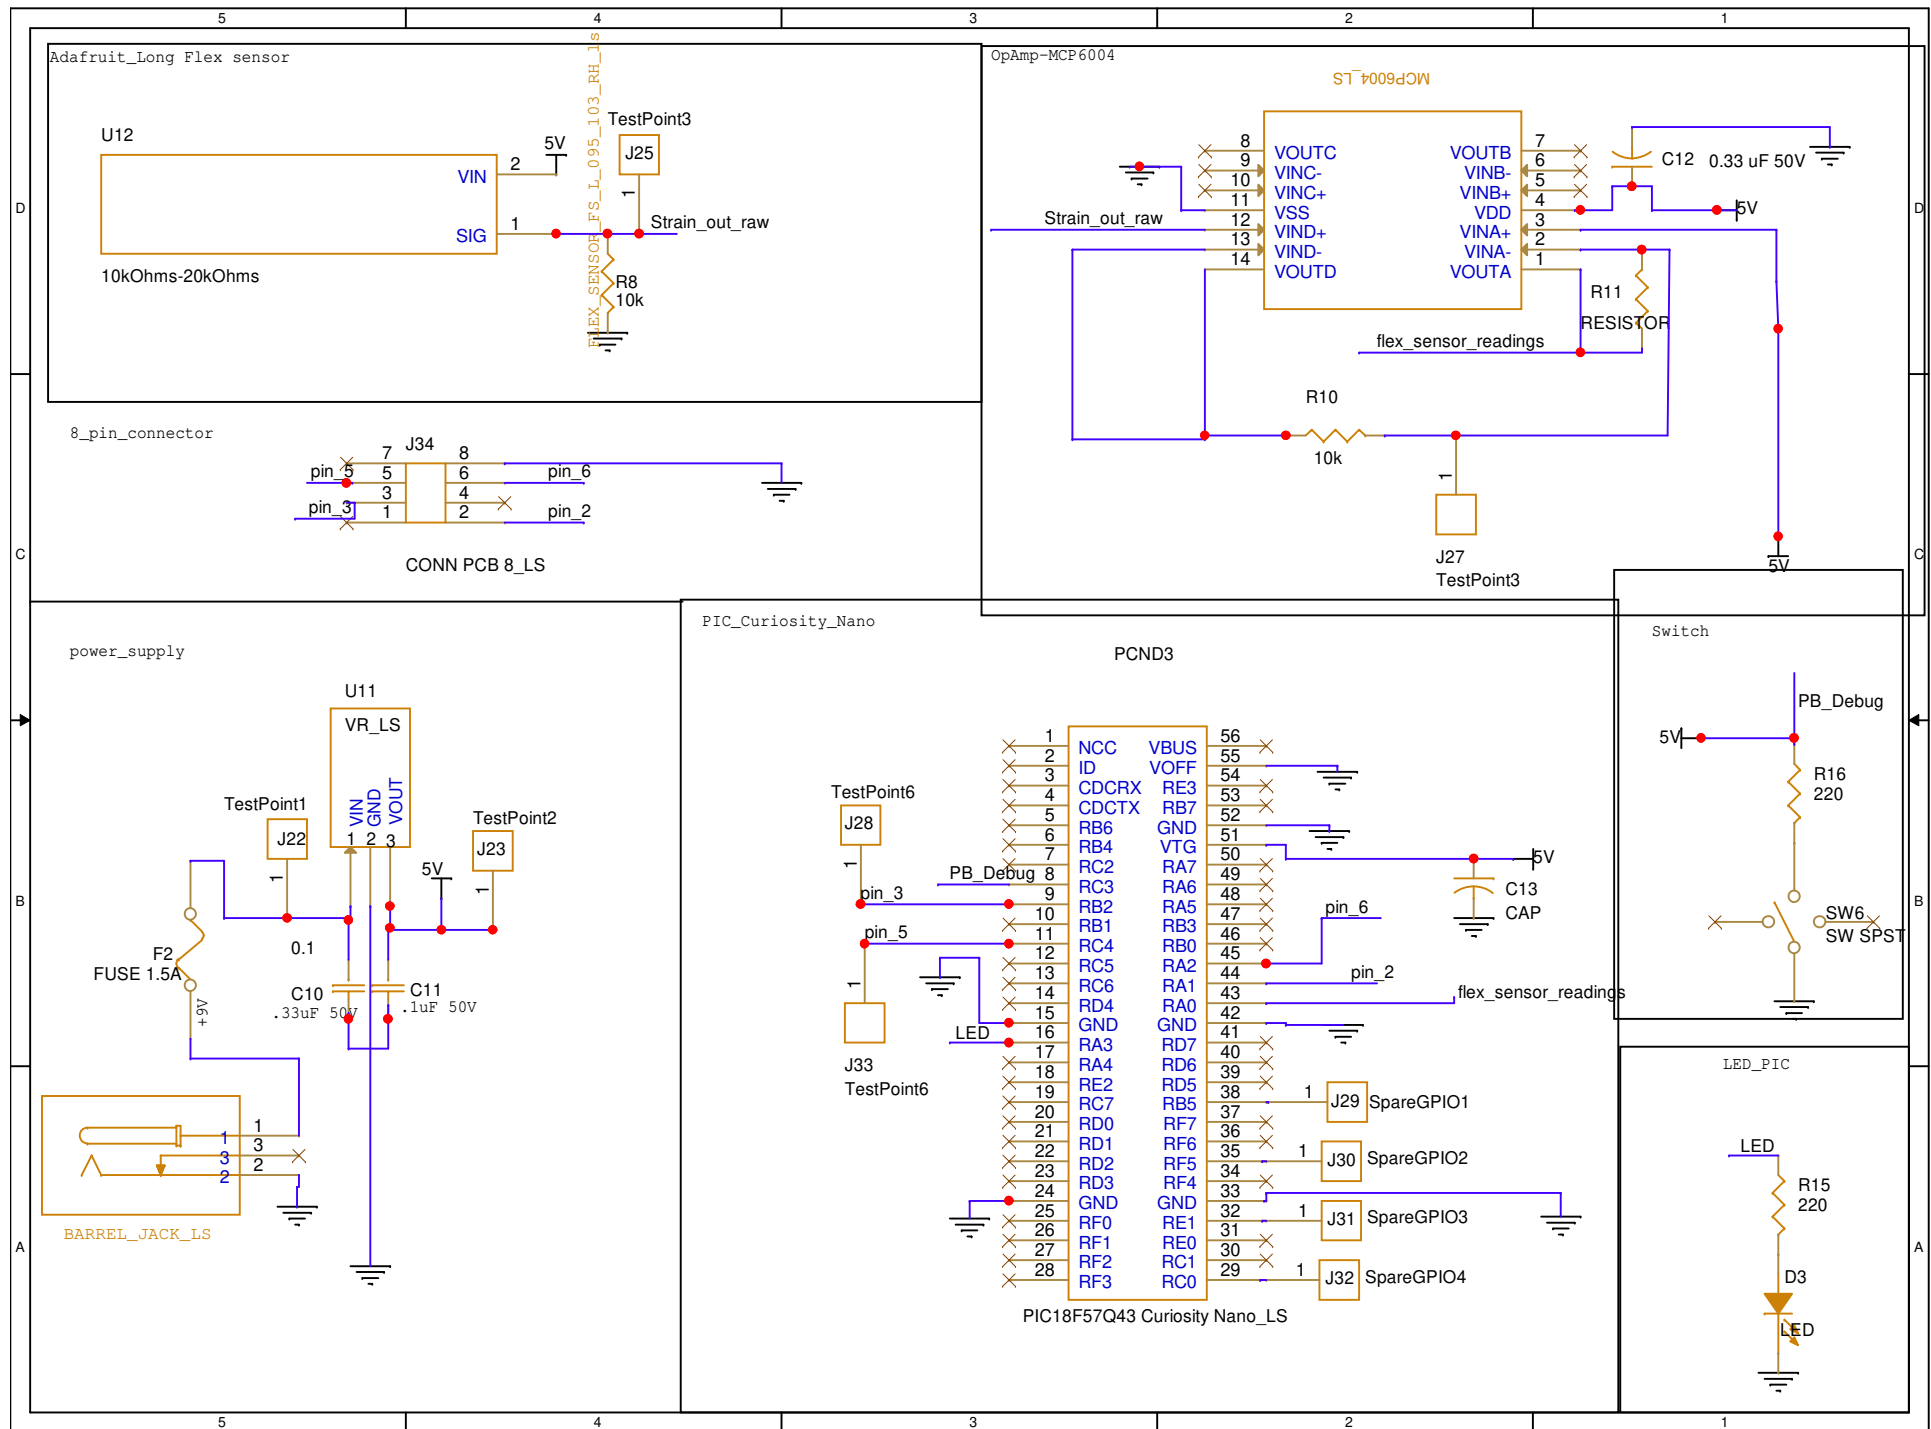 5 4 3 2 1
Adafruit_Long Flex sensor
U12
VIN
2
5V
SIG
1
10kOhms-20kOhms
FLEX_SENSOR_FS_L_095_103_RH_ls
TestPoint3
J25
1
Strain_out_raw
R8
10k
OpAmp-MCP6004
MCP6004_LS
8 VOUTC
9 VINC-
10 VINC+
11 VSS
12 VIND+
13 VIND-
14 VOUTD
VOUTB 7
VINB- 6
VINB+ 5
VDD 4
VINA+ 3
VINA- 2
VOUTA 1
Strain_out_raw
C12 0.33 uF 50V
5V
R11
RESISTOR
flex_sensor_readings
R10
10k
1
J27
TestPoint3
5V
D
D
8_pin_connector
J34
7 8
pin_5 5 6 pin_6
3 4
pin_3 1 2 pin_2
CONN PCB 8_LS
C
C
power_supply
U11
VR_LS
VIN
GND
VOUT
1 2 3
TestPoint1
J22
1
5V
TestPoint2
J23
1
F2
FUSE 1.5A
+9V
0.1
C10
.33uF 50V
C11
.1uF 50V
1 1
3 3
2 2
BARREL_JACK_LS
B
B
PIC_Curiosity_Nano
PCND3
1 NCC
2 ID
3 CDCRX
4 CDCTX
5 RB6
6 RB4
7 RC2
8 RC3
9 RB2
10 RB1
11 RC4
12 RC5
13 RC6
14 RD4
15 GND
16 RA3
17 RA4
18 RE2
19 RC7
20 RD0
21 RD1
22 RD2
23 RD3
24 GND
25 RF0
26 RF1
27 RF2
28 RF3
VBUS 56
VOFF 55
RE3 54
RB7 53
GND 52
VTG 51
RA7 50
RA6 49
RA5 48
RB3 47
RB0 46
RA2 45
RA1 44
RA0 43
GND 42
RD7 41
RD6 40
RD5 39
RB5 38
RF7 37
RF6 36
RF5 35
RF4 34
GND 33
RE1 32
RE0 31
RC1 30
RC0 29
PIC18F57Q43 Curiosity Nano_LS
TestPoint6
J28
1
PB_Debug
pin_3
pin_5
1
J33
TestPoint6
LED
5V
C13
CAP
pin_6
pin_2
flex_sensor_readings
1 J29 SpareGPIO1
1 J30 SpareGPIO2
1 J31 SpareGPIO3
1 J32 SpareGPIO4
Switch
PB_Debug
5V
R16
220
SW6
SW SPST
LED_PIC
LED
R15
220
D3
LED
A
A
5 4 3 2 1